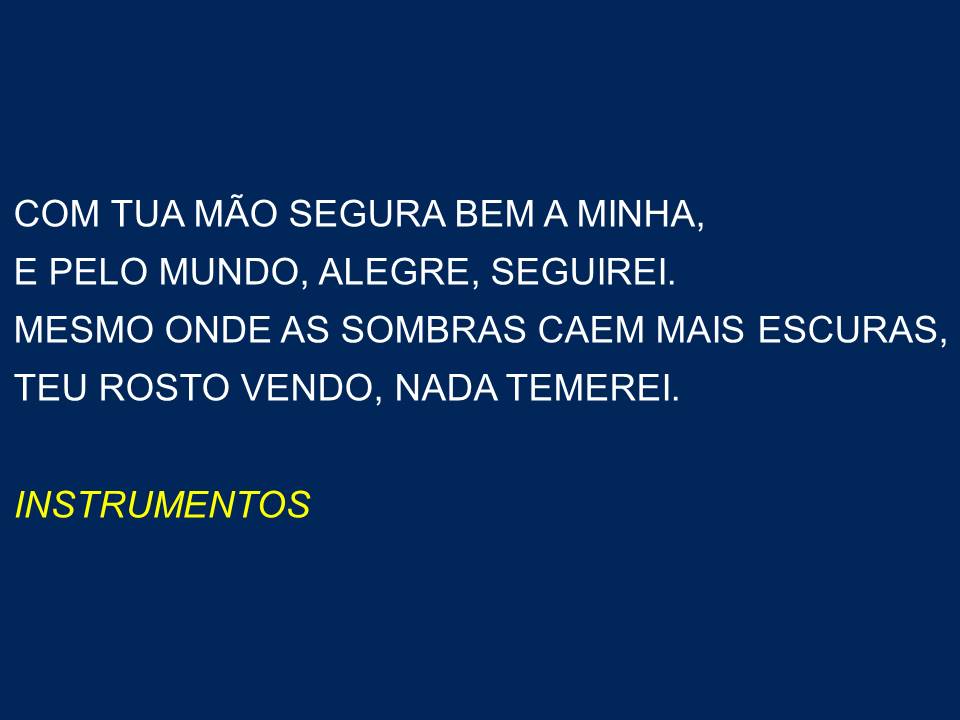 COM TUA MÃO SEGURA BEM A MINHA,
E PELO MUNDO, ALEGRE, SEGUIREI.
MESMO ONDE AS SOMBRAS CAEM MAIS ESCURAS,
TEU ROSTO VENDO, NADA TEMEREI.
INSTRUMENTOS